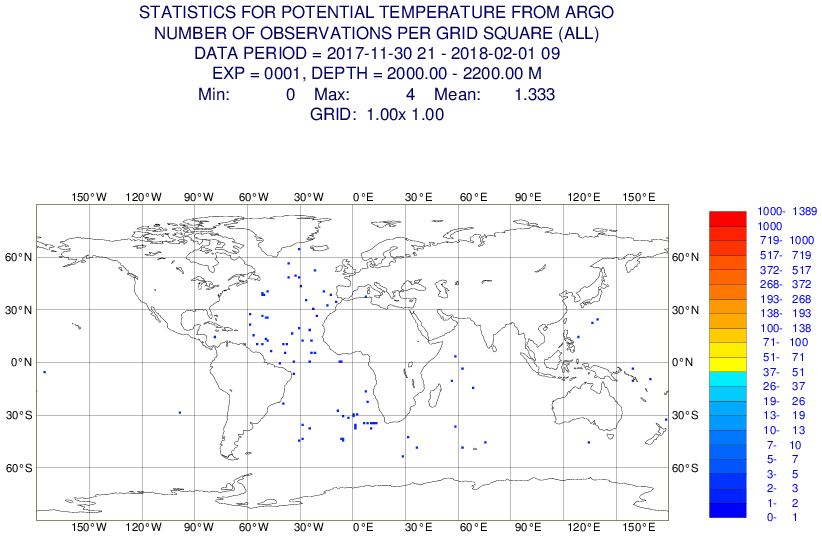 STATISTICS FOR POTENTIAL TEMPERATURE FROM ARGO
NUMBER OF OBSERVATIONS PER GRID SQUARE (ALL)
DATA PERIOD = 2017-11-30 21 - 2018-02-01 09
EXP = 0001, DEPTH = 2000.00 - 2200.00 M
Min: 0 Max: 4 Mean: 1.333
GRID: 1.00x 1.00
150°W 120°W 90°W 60°W 30°W 0°E 30°E 60°E 90°E 120°E 150°E
60°N 60°N
30°N 30°N
0°N 0°N
30°S 30°S
60°S 60°S
150°W 120°W 90°W 60°W 30°W 0°E 30°E 60°E 90°E 120°E 150°E
1000- 1389
1000
719- 1000
517- 719
372- 517
268- 372
193- 268
138- 193
100- 138
71- 100
51- 71
37- 51
26- 37
19- 26
13- 19
10- 13
7- 10
5- 7
3- 5
2- 3
1- 2
0- 1